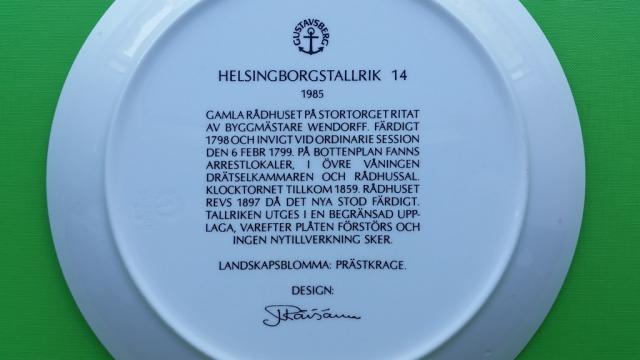 GUSTAVSBERG
HELSINGBORGSTALLRIK 14
1985
GAMLA RÅDHUSET PÅ STORTORGET RITAT
AV BYGGMÄSTARE WENDORFF. FÄRDIGT
1798 OCH INVIGT VID ORDINARIE SESSION
DEN 6 FEBR 1799. PÅ BOTTENPLAN FANNS
ARRESTLOKALER, I ÖVRE VÅNINGEN
DRÄTSELKAMMAREN OCH RÅDHUSSAL.
KLOCKTORNET TILLKOM 1859. RÅDHUSET
REVS 1897 DÅ DET NYA STOD FÄRDIGT.
TALLRIKEN UTGES I EN BEGRÄNSAD UPP-
LAGA, VAREFTER PLÅTEN FÖRSTÖRS OCH
INGEN NYTILLVERKNING SKER.
LANDSKAPSBLOMMA: PRÄSTKRAGE.
DESIGN: